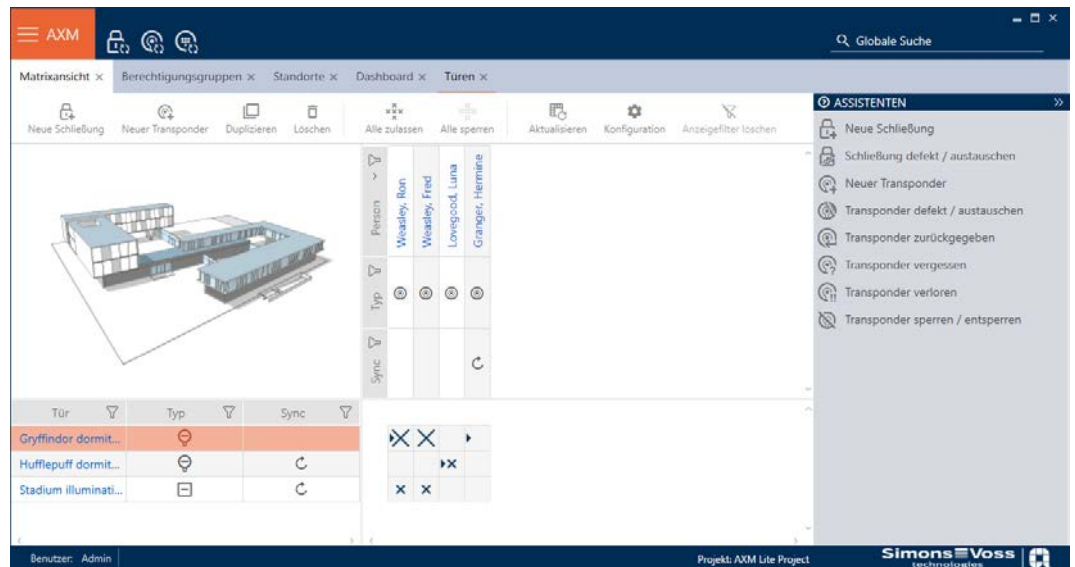 AXM
Globale Suche
Matrixansicht × Berechtigungsgruppen × Standorte × Dashboard × Türen ×
Neue Schließung Neuer Transponder Duplizieren Löschen Alle zulassen Alle sperren Aktualisieren Konfiguration Anzeigefilter löschen
ASSISTENTEN
Neue Schließung
Schließung defekt / austauschen
Neuer Transponder
Transponder defekt / austauschen
Transponder zurückgegeben
Transponder vergessen
Transponder verloren
Transponder sperren / entsperren
Person
Weasley, Ron
Weasley, Fred
Lovegood, Luna
Granger, Hermine
Typ
Sync
Tür Typ Sync
Gryffindor dormit...
Hufflepuff dormit...
Stadium illuminati...
Benutzer: Admin
Projekt: AXM Lite Project
Simons Voss
technologies